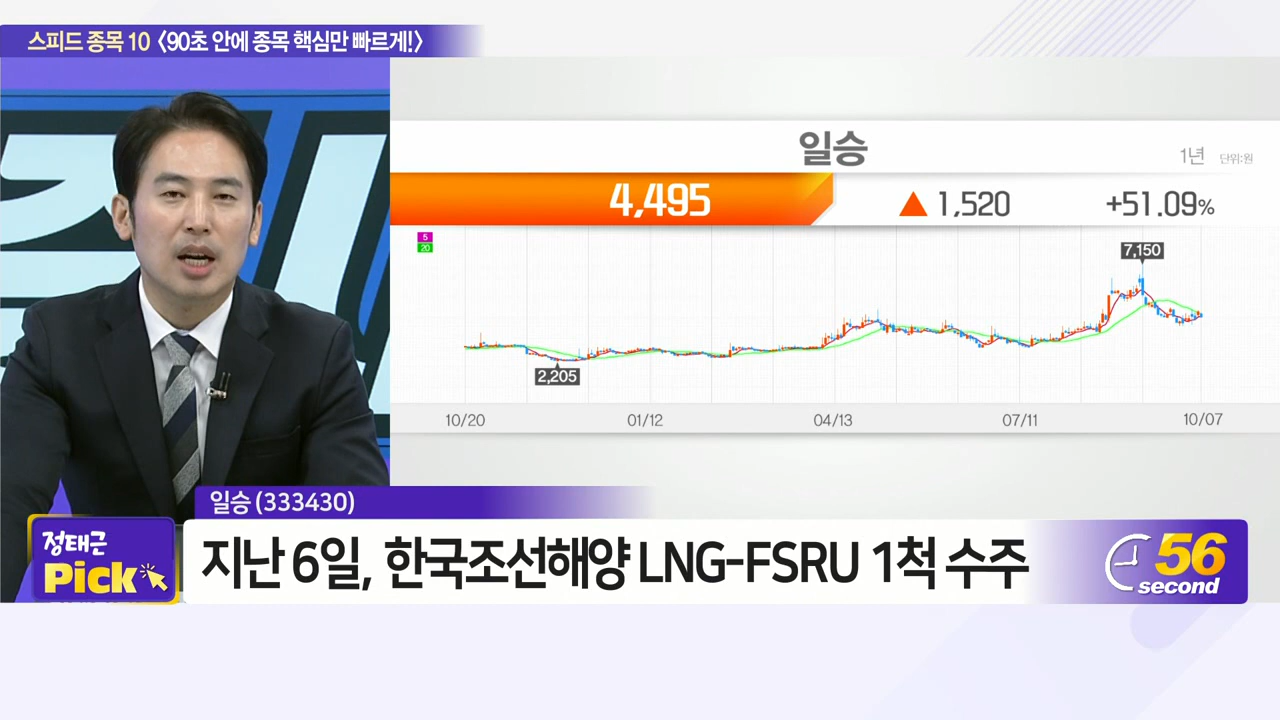 스피드 종목 10 〈90초 안에 종목 핵심만 빠르게!〉
일승
1년 단위:원
4,495 ▲ 1,520 +51.09%
5
20
7,150
2,205
10/20 01/12 04/13 07/11 10/07
일승 (333430)
정태근
Pick
지난 6일, 한국조선해양 LNG-FSRU 1척 수주
56
second